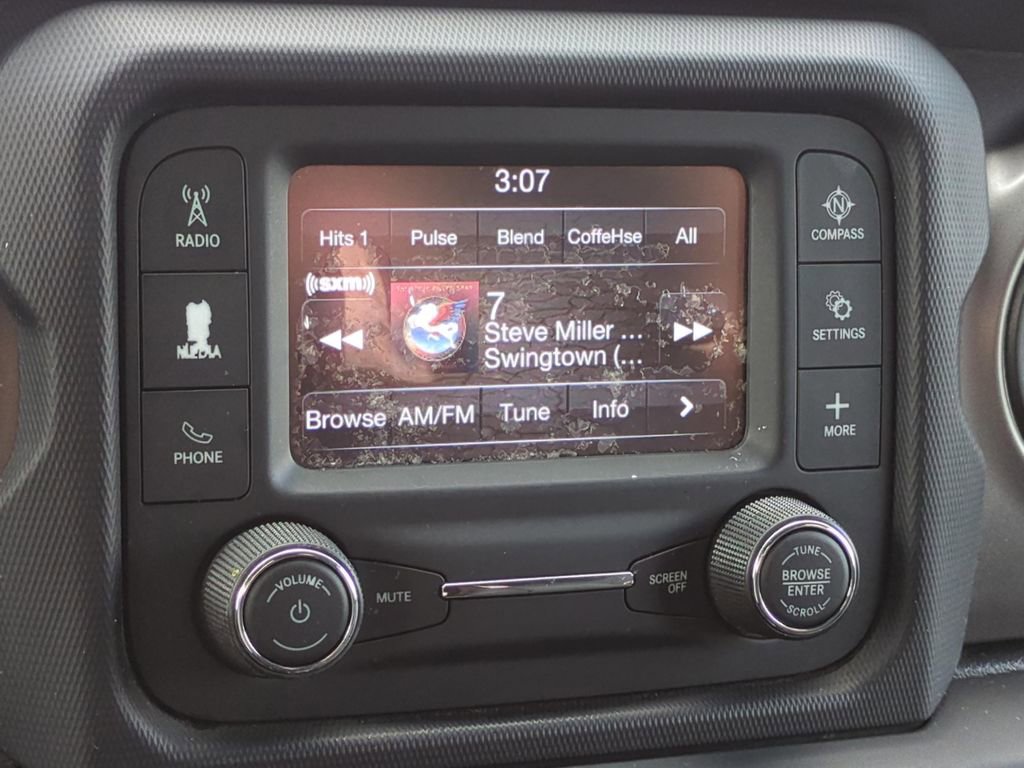 3:07
Hits 1 Pulse Blend CoffeHse All
((sxm))
7
Steve Miller ...
Swingtown (...
Browse AM/FM Tune Info
RADIO
MEDIA
PHONE
COMPASS
N
SETTINGS
MORE
VOLUME
MUTE
SCREEN
OFF
TUNE
BROWSE
ENTER
SCROLL